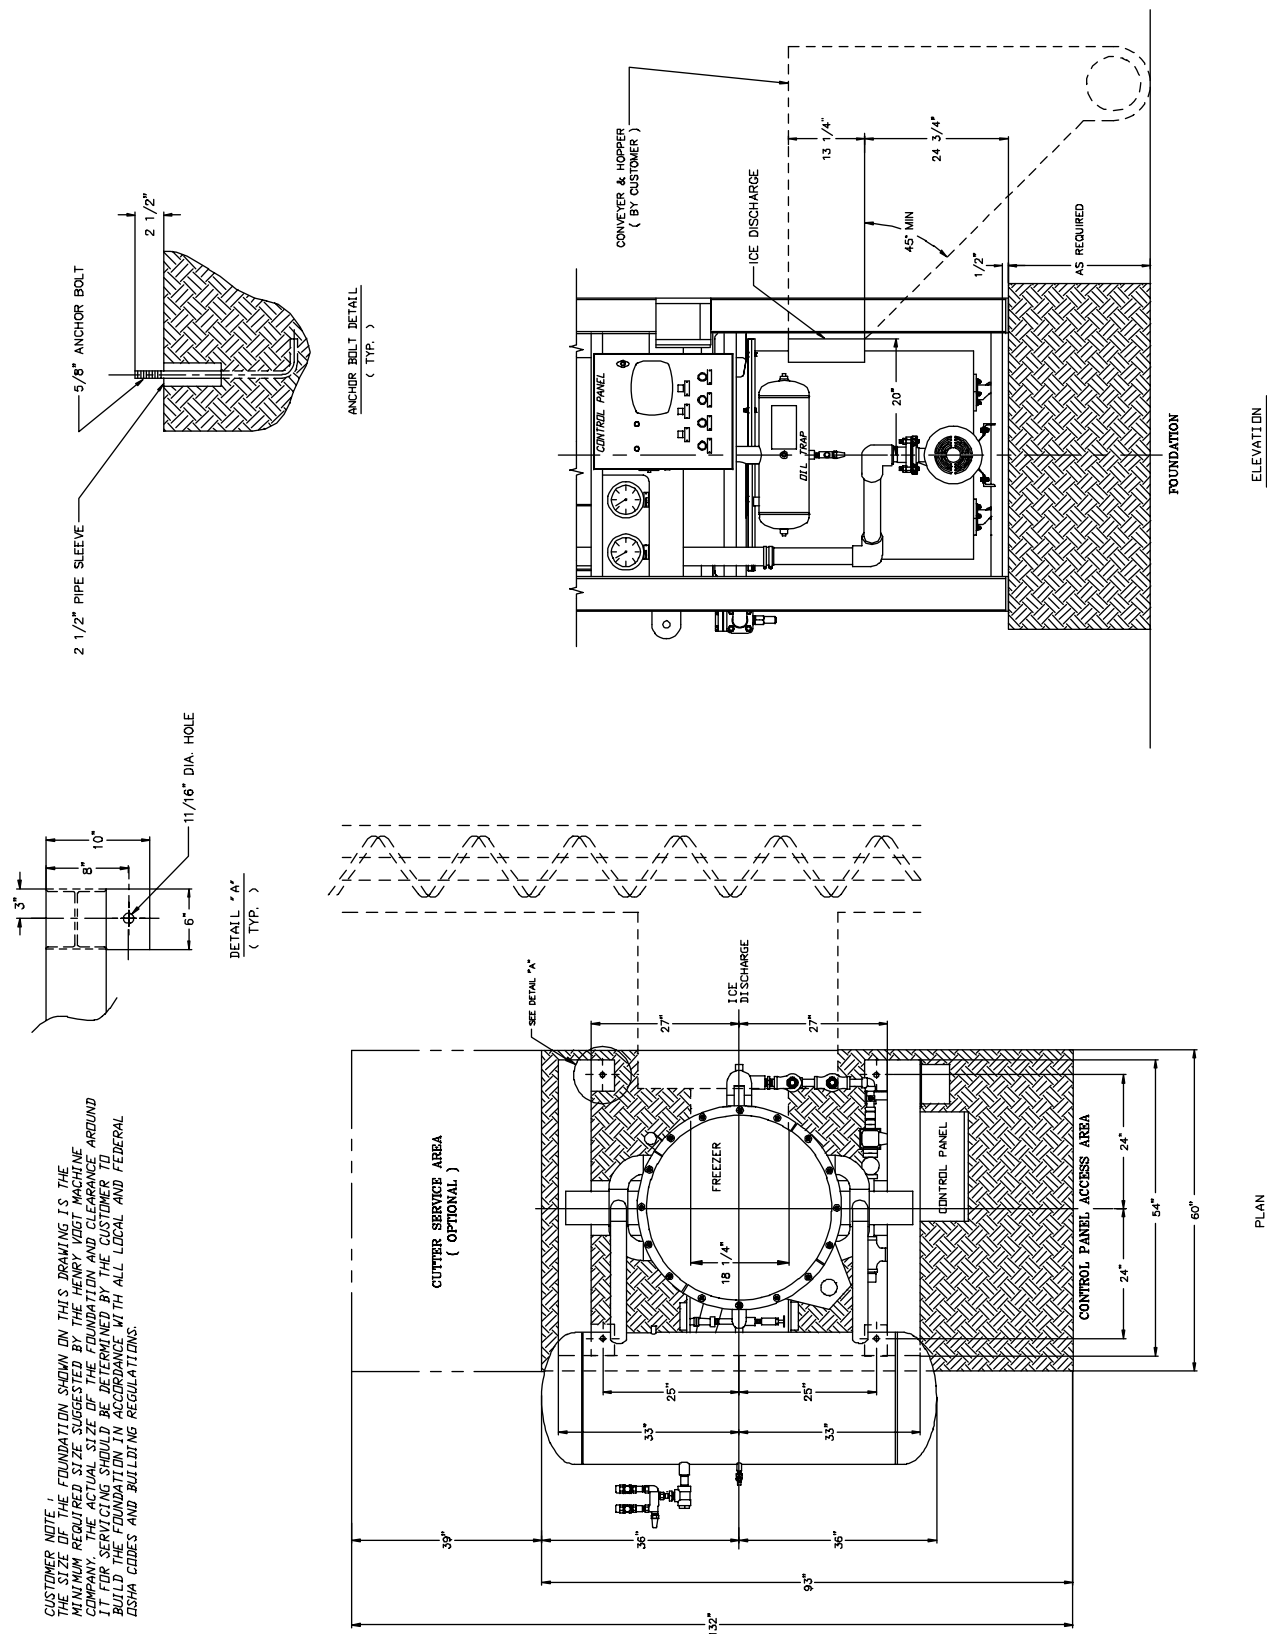 CUSTOMER NOTE :
THE SIZE OF THE FOUNDATION SHOWN ON THIS DRAWING IS THE
MINIMUM REQUIRED SIZE SUGGESTED BY THE HENRY VOGT MACHINE
COMPANY. THE ACTUAL SIZE OF THE FOUNDATION AND CLEARANCE AROUND
IT FOR SERVICING SHOULD BE DETERMINED BY THE CUSTOMER TO
BUILD THE FOUNDATION IN ACCORDANCE WITH ALL LOCAL AND FEDERAL
OSHA CODES AND BUILDING REGULATIONS.
3"
10"
8"
6"
11/16" DIA. HOLE
DETAIL "A"
( TYP. )
2 1/2" PIPE SLEEVE
5/8" ANCHOR BOLT
2 1/2"
ANCHOR BOLT DETAIL
( TYP. )
132"
93"
39"
36"
36"
33"
33"
25"
25"
CUTTER SERVICE AREA
( OPTIONAL )
SEE DETAIL "A"
27"
27"
ICE
DISCHARGE
FREEZER
18 1/4"
CONTROL PANEL
CONTROL PANEL ACCESS AREA
24"
24"
54"
60"
PLAN
CONVEYER & HOPPER
( BY CUSTOMER )
ICE DISCHARGE
13 1/4"
24 3/4"
45° MIN
1/2"
AS REQUIRED
CONTROL PANEL
OIL TRAP
20"
FOUNDATION
ELEVATION